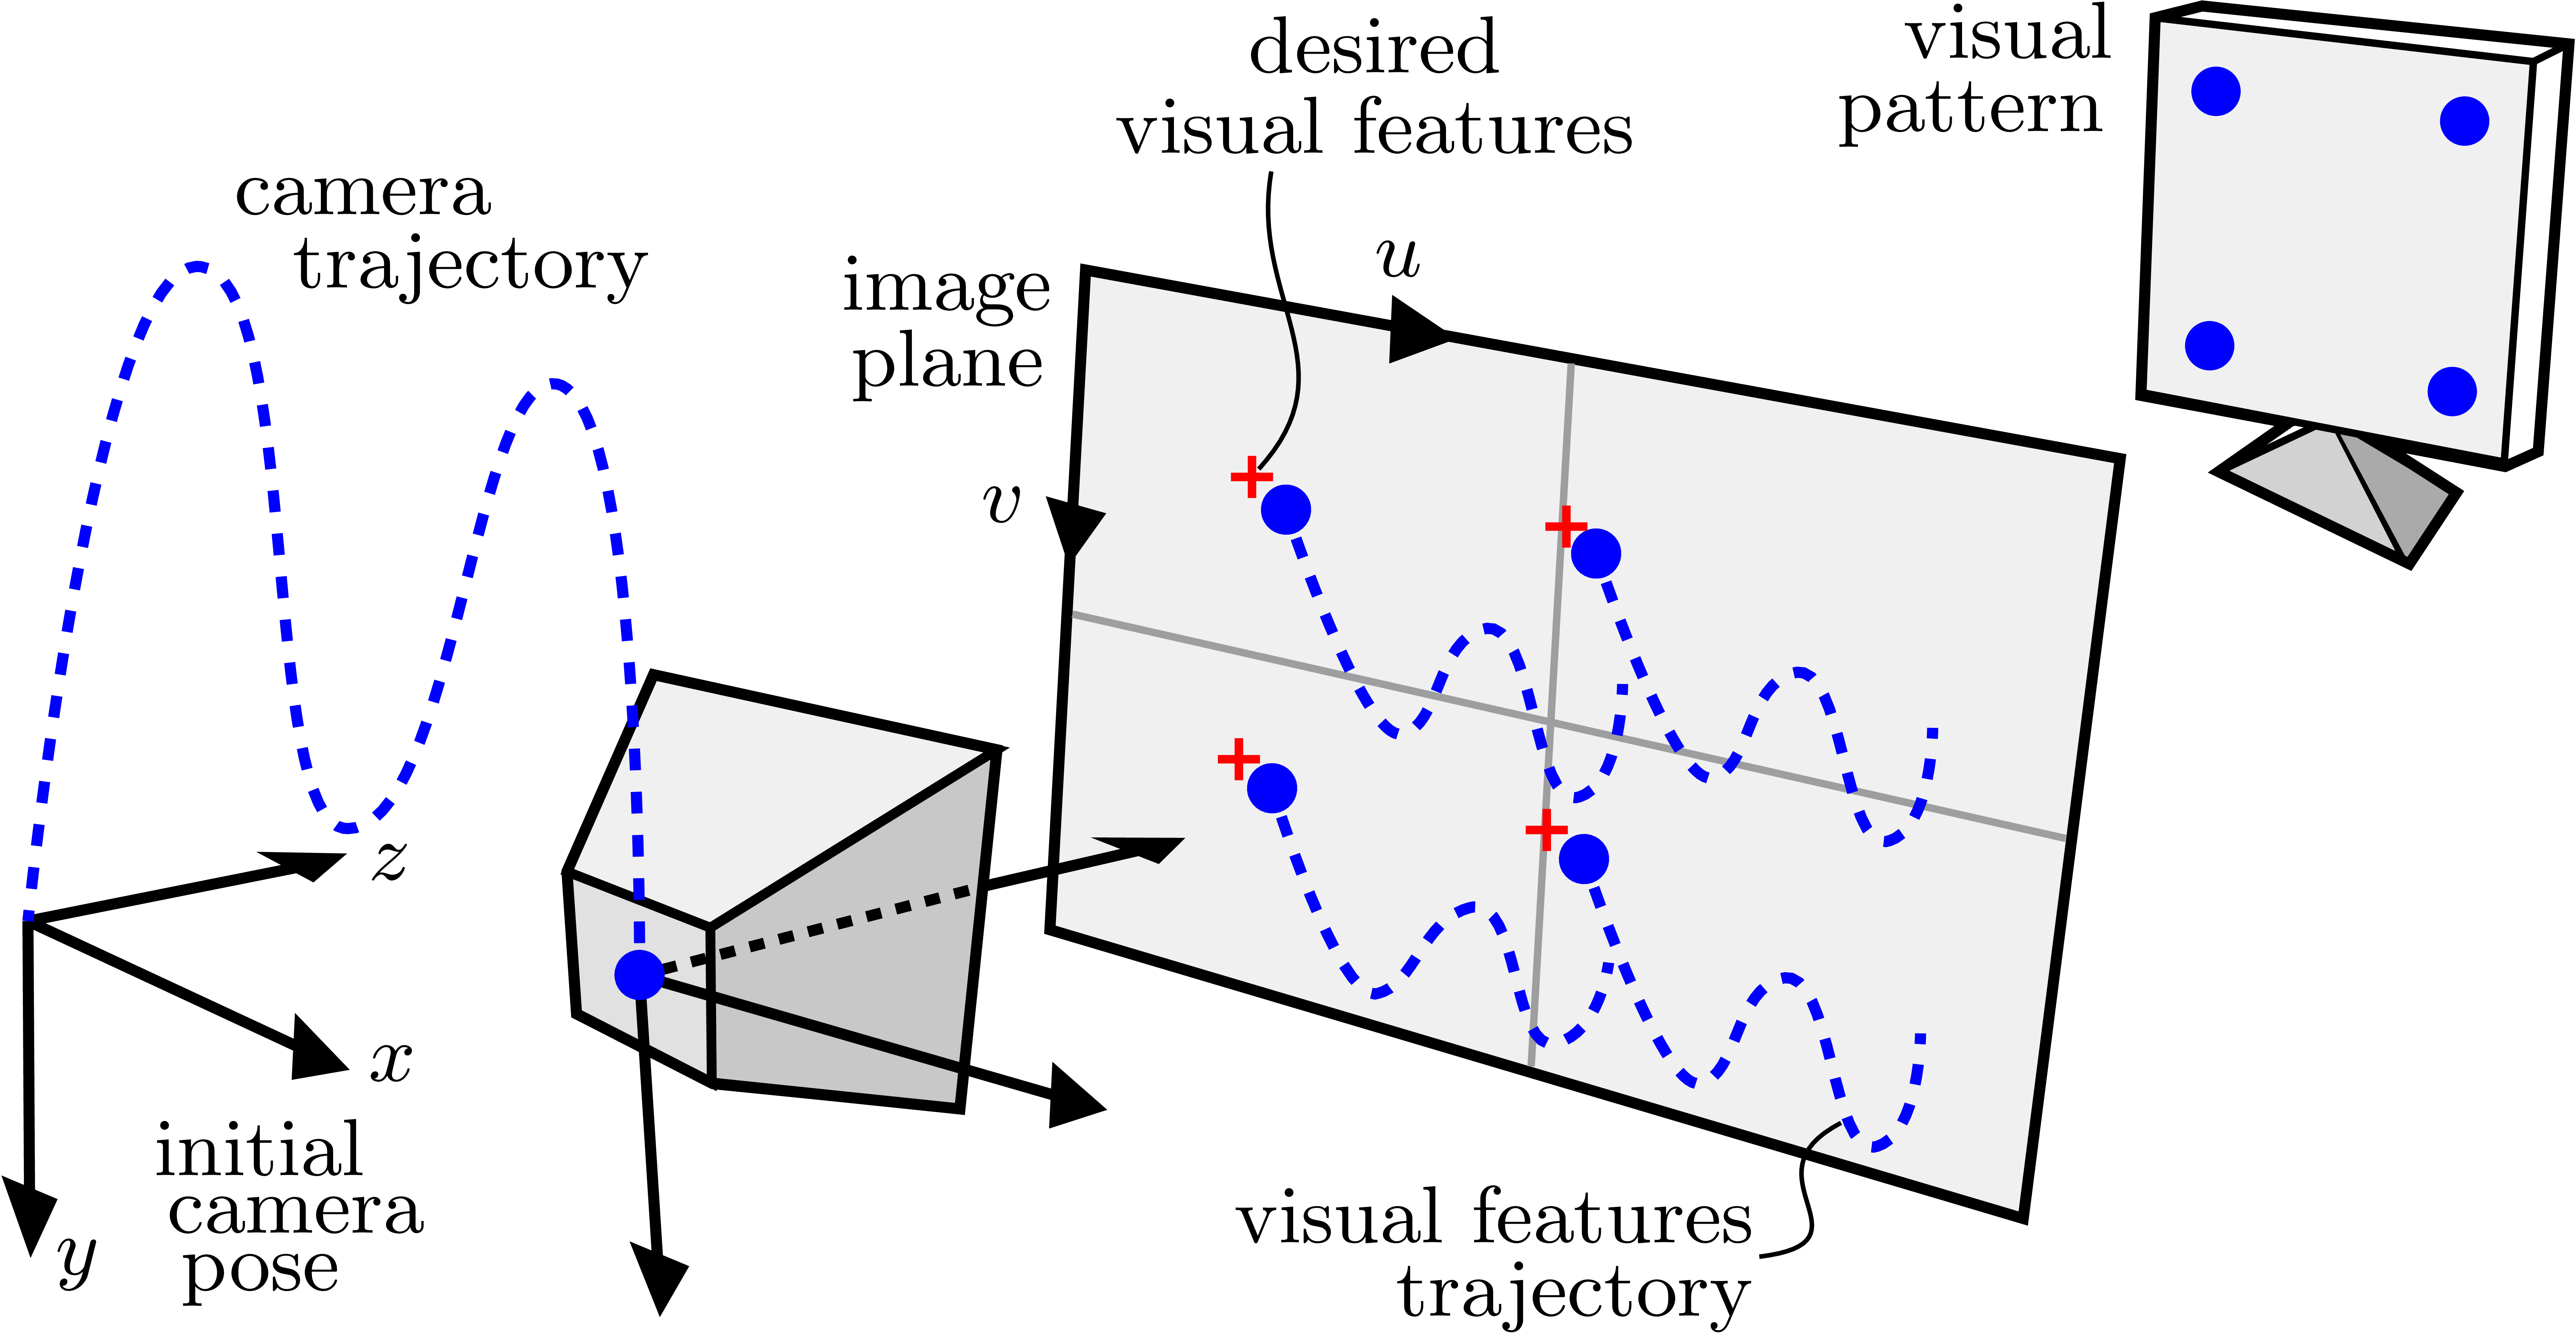 desired
visual features
visual
pattern
camera
trajectory
image
plane
u
v
z
x
y
initial
camera
pose
visual features
trajectory